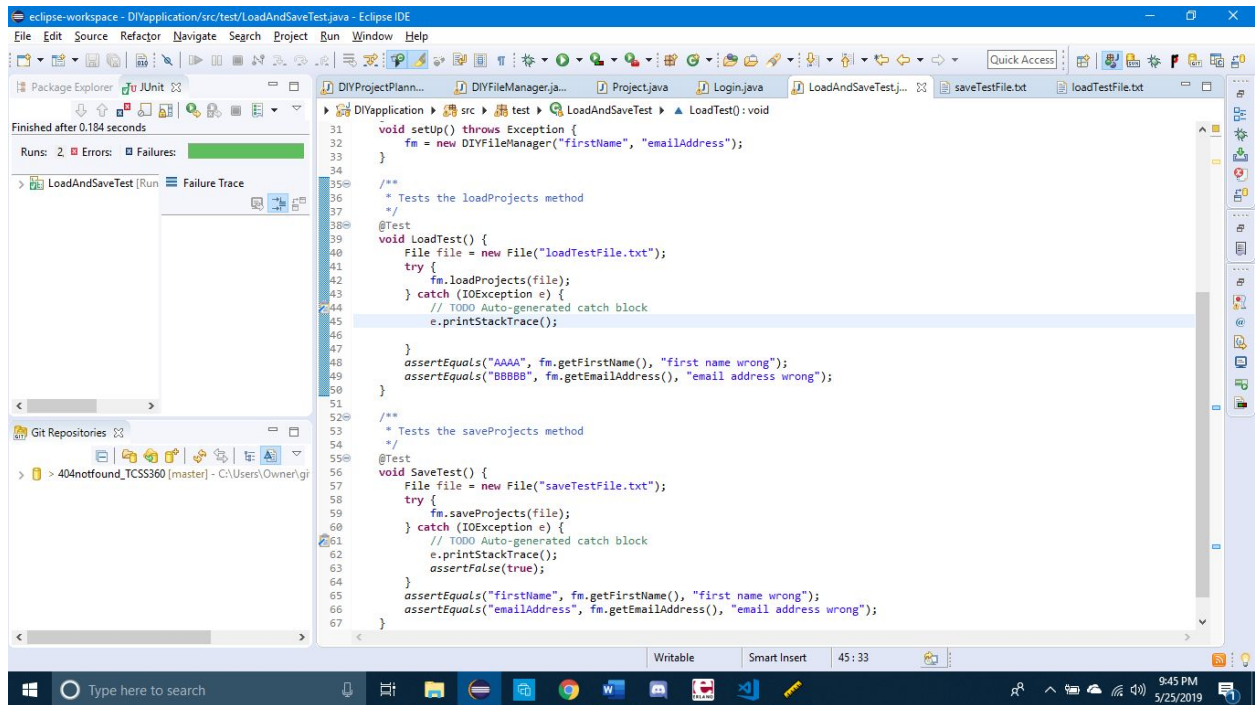 eclipse-workspace - DIYapplication/src/test/LoadAndSaveTest.java - Eclipse IDE
File Edit Source Refactor Navigate Search Project Run Window Help
Quick Access
Package Explorer JUnit
DIYProjectPlann... DIYFileManager.ja... Project.java Login.java LoadAndSaveTest.j... saveTestFile.txt loadTestFile.txt
DIYapplication src test LoadAndSaveTest LoadTest() : void
Finished after 0.184 seconds
Runs: 2 Errors: Failures:
LoadAndSaveTest [Run Failure Trace
31 void setUp() throws Exception {
32 fm = new DIYFileManager("firstName", "emailAddress");
33 }
34
35 /**
36 * Tests the loadProjects method
37 */
38 @Test
39 void LoadTest() {
40 File file = new File("loadTestFile.txt");
41 try {
42 fm.loadProjects(file);
43 } catch (IOException e) {
44 // TODO Auto-generated catch block
45 e.printStackTrace();
46
47 }
48 assertEquals("AAAA", fm.getFirstName(), "first name wrong");
49 assertEquals("BBBBB", fm.getEmailAddress(), "email address wrong");
50 }
51
52 /**
53 * Tests the saveProjects method
54 */
55 @Test
56 void SaveTest() {
57 File file = new File("saveTestFile.txt");
58 try {
59 fm.saveProjects(file);
60 } catch (IOException e) {
61 // TODO Auto-generated catch block
62 e.printStackTrace();
63 assertFalse(true);
64 }
65 assertEquals("firstName", fm.getFirstName(), "first name wrong");
66 assertEquals("emailAddress", fm.getEmailAddress(), "email address wrong");
67 }
Git Repositories
> 404notfound_TCSS360 [master] - C:\Users\Owner\gi
Writable Smart Insert 45 : 33
Type here to search
ERLANG
9:45 PM
5/25/2019